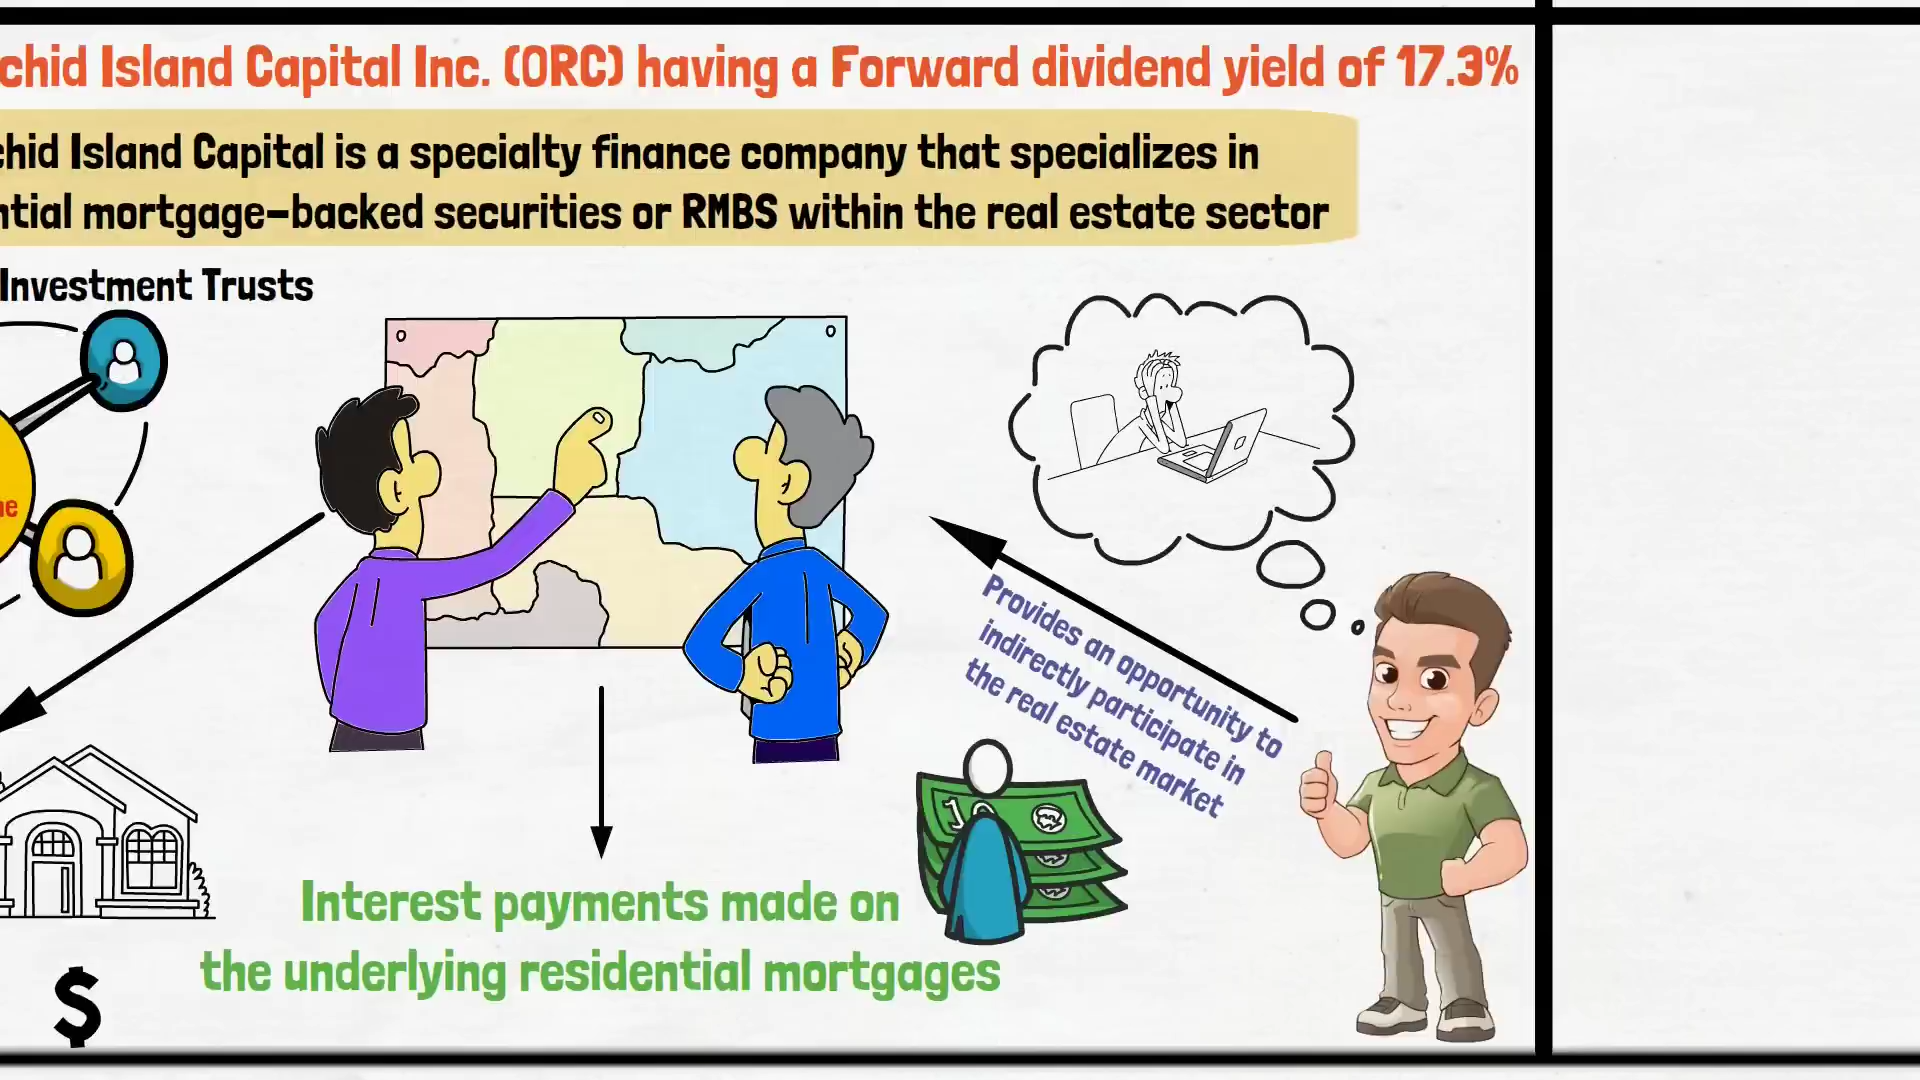 chid Island Capital Inc. (ORC) having a Forward dividend yield of 17.3%
chid Island Capital is a specialty finance company that specializes in
ntial mortgage-backed securities or RMBS within the real estate sector
Investment Trusts
ne
Provides an opportunity to
indirectly participate in
the real estate market
10
Interest payments made on
the underlying residential mortgages
$